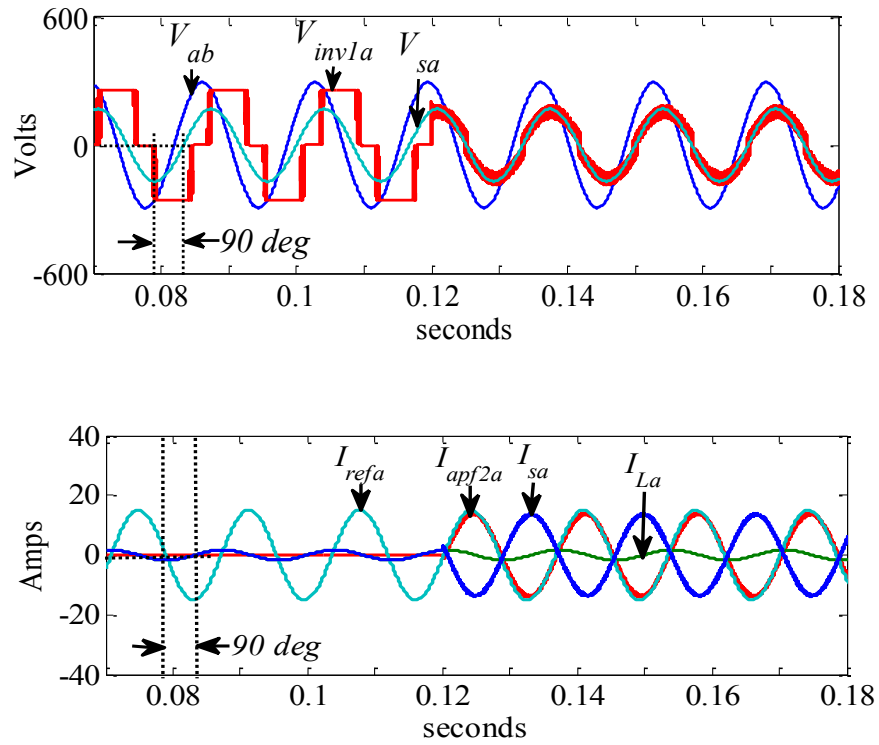 600
V_ab V_inv1a V_sa
Volts
0
90 deg
-600
0.08 0.1 0.12 0.14 0.16 0.18
seconds
40
I_refa I_apf2a I_sa I_La
20
Amps
0
-20
90 deg
-40
0.08 0.1 0.12 0.14 0.16 0.18
seconds